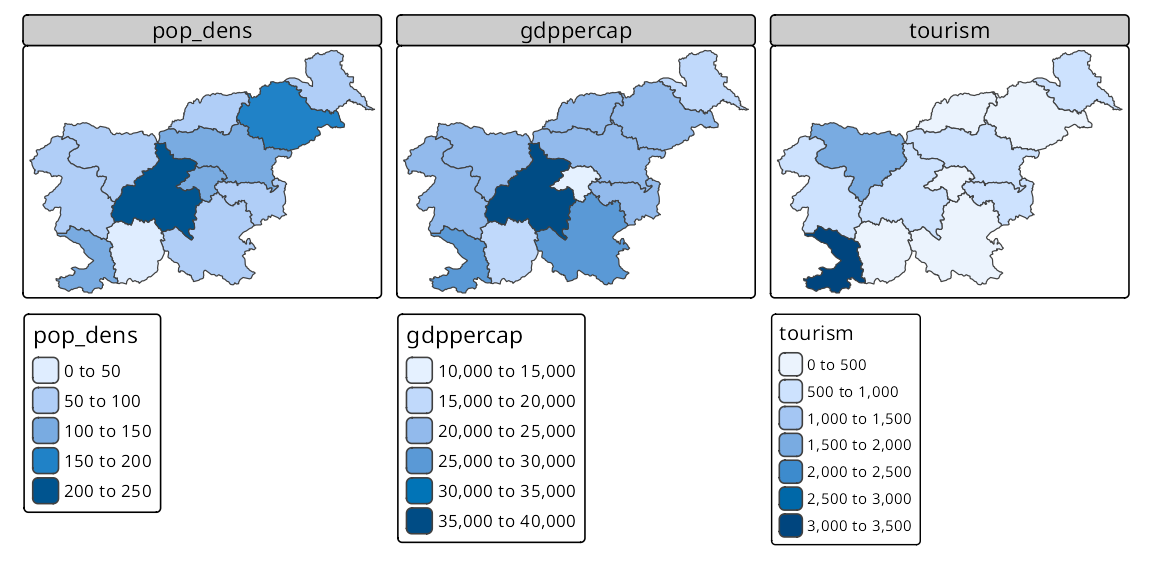 pop_dens
gdppercap
tourism
pop_dens
0 to 50
50 to 100
100 to 150
150 to 200
200 to 250
gdppercap
10,000 to 15,000
15,000 to 20,000
20,000 to 25,000
25,000 to 30,000
30,000 to 35,000
35,000 to 40,000
tourism
0 to 500
500 to 1,000
1,000 to 1,500
1,500 to 2,000
2,000 to 2,500
2,500 to 3,000
3,000 to 3,500